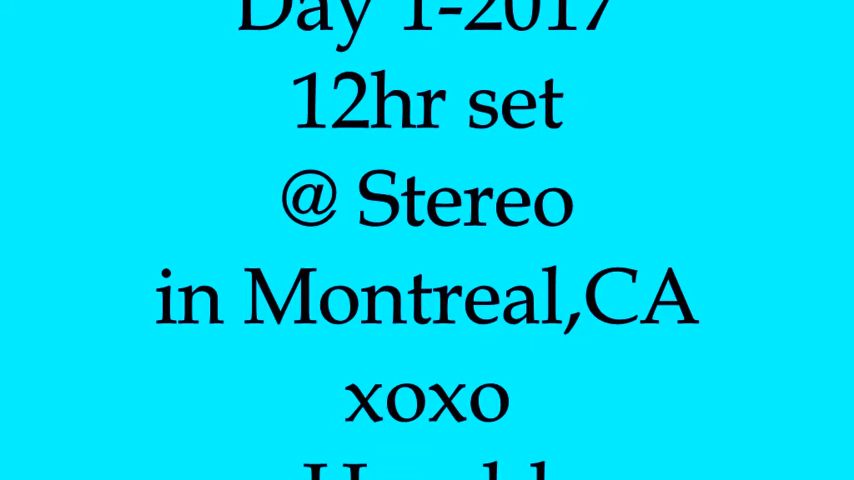 Day 1-2017
12hr set
@ Stereo
in Montreal,CA
xoxo